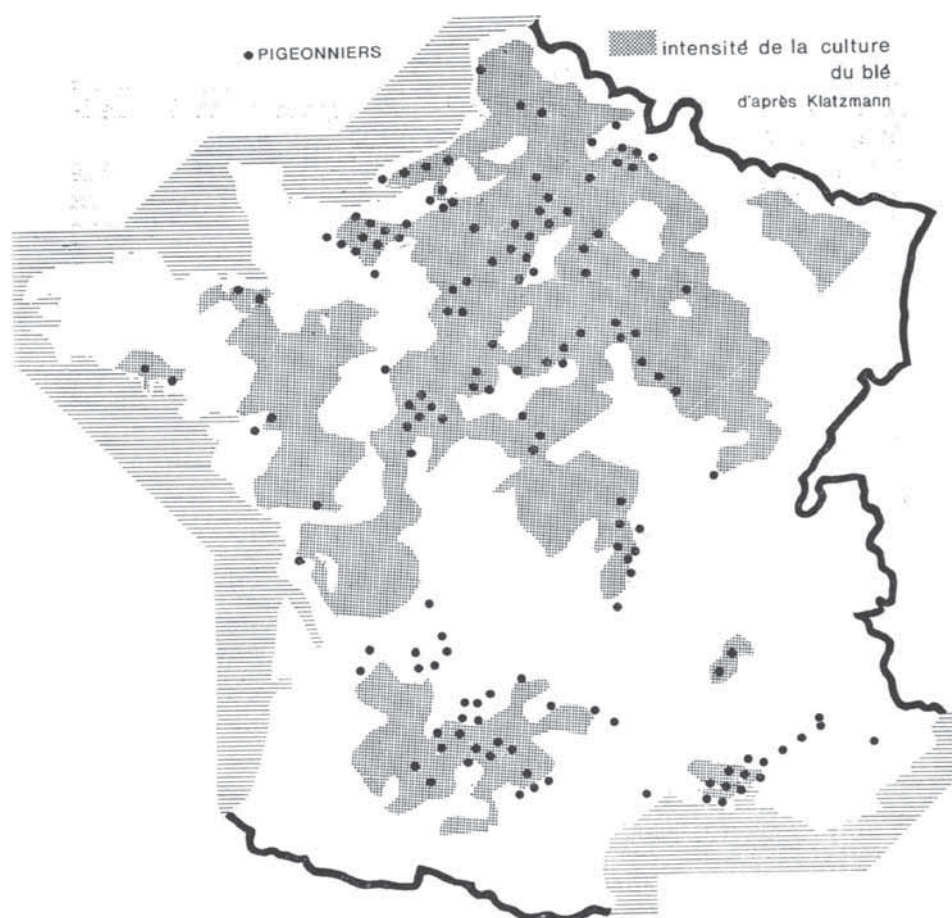 PIGEONNIERS
intensité de la culture
du blé
d'après Klatzmann